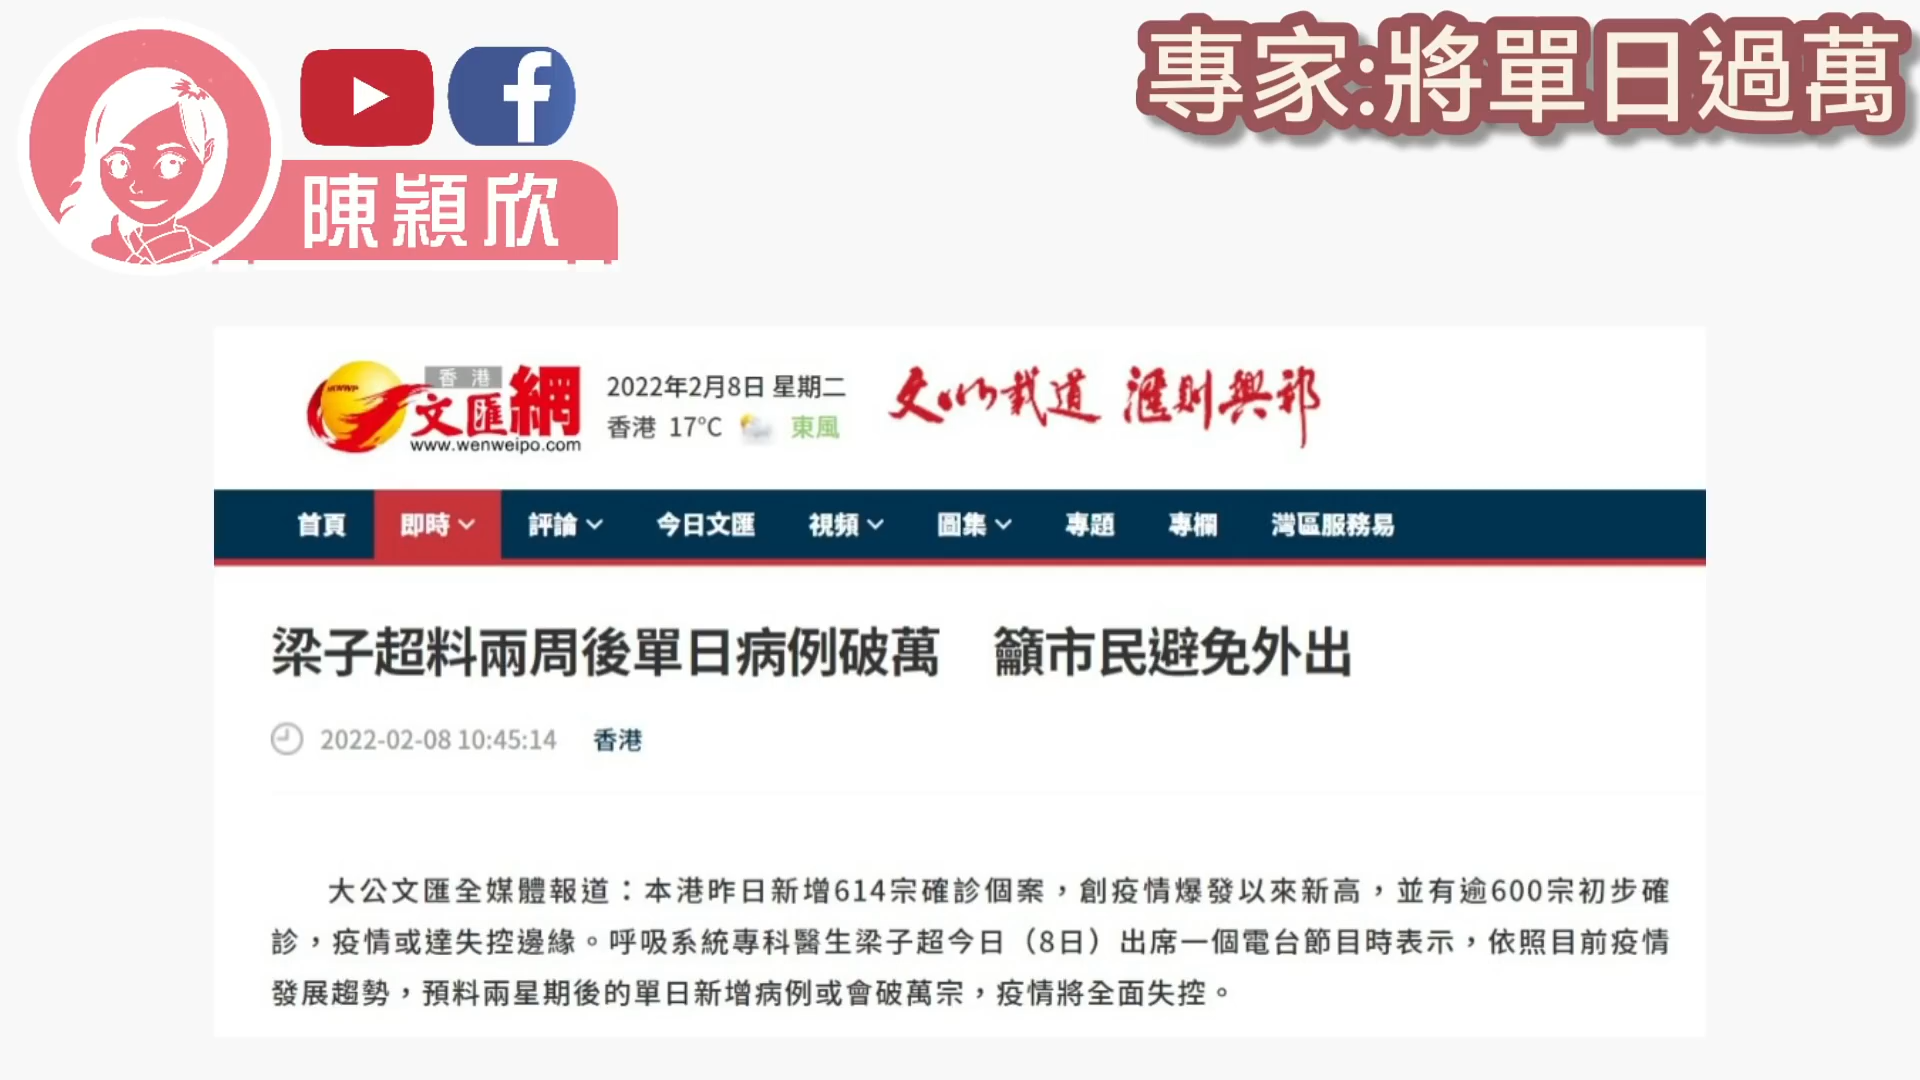 專家:將單日過萬
陳穎欣
香港
文匯網
www.wenweipo.com
2022年2月8日 星期二
香港 17°C 東風
文以載道 匯則興邦
首頁 即時 評論 今日文匯 視頻 圖集 專題 專欄 灣區服務易
梁子超料兩周後單日病例破萬 籲市民避免外出
2022-02-08 10:45:14 香港
大公文匯全媒體報道：本港昨日新增614宗確診個案，創疫情爆發以來新高，並有逾600宗初步確
診，疫情或達失控邊緣。呼吸系統專科醫生梁子超今日（8日）出席一個電台節目時表示，依照目前疫情
發展趨勢，預料兩星期後的單日新增病例或會破萬宗，疫情將全面失控。